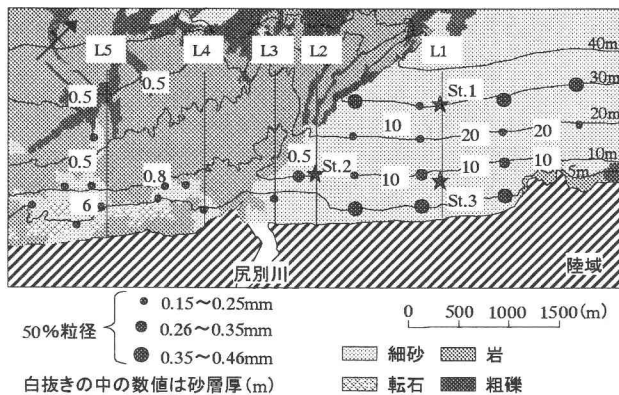 L5
L4
L3
L2
L1
40m
St.1
30m
0.5
0.5
20m
10
20
20
0.5
0.5
St.2
0.8
10
10
10
10m
5m
6
St.3
尻別川
陸域
50%粒径
0.15〜0.25mm
0.26〜0.35mm
0.35〜0.46mm
0 500 1000 1500(m)
細砂 岩
転石 粗礫
白抜きの中の数値は砂層厚(m)